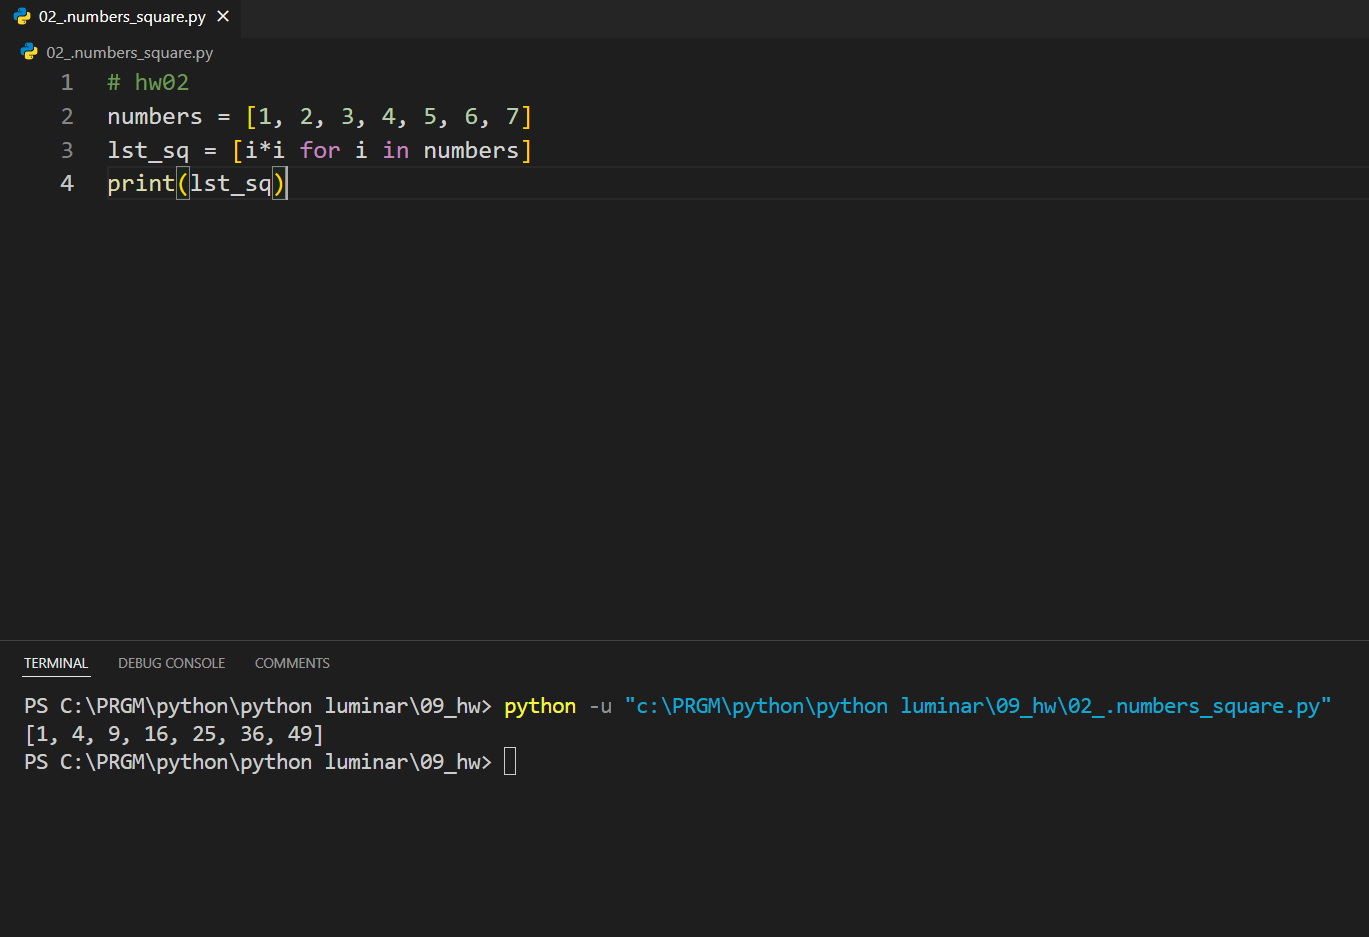 02_.numbers_square.py
02_.numbers_square.py
1 # hw02
2 numbers = [1, 2, 3, 4, 5, 6, 7]
3 lst_sq = [i*i for i in numbers]
4 print(lst_sq)
TERMINAL DEBUG CONSOLE COMMENTS
PS C:\PRGM\python\python luminar\09_hw> python -u "c:\PRGM\python\python luminar\09_hw\02_.numbers_square.py"
[1, 4, 9, 16, 25, 36, 49]
PS C:\PRGM\python\python luminar\09_hw>